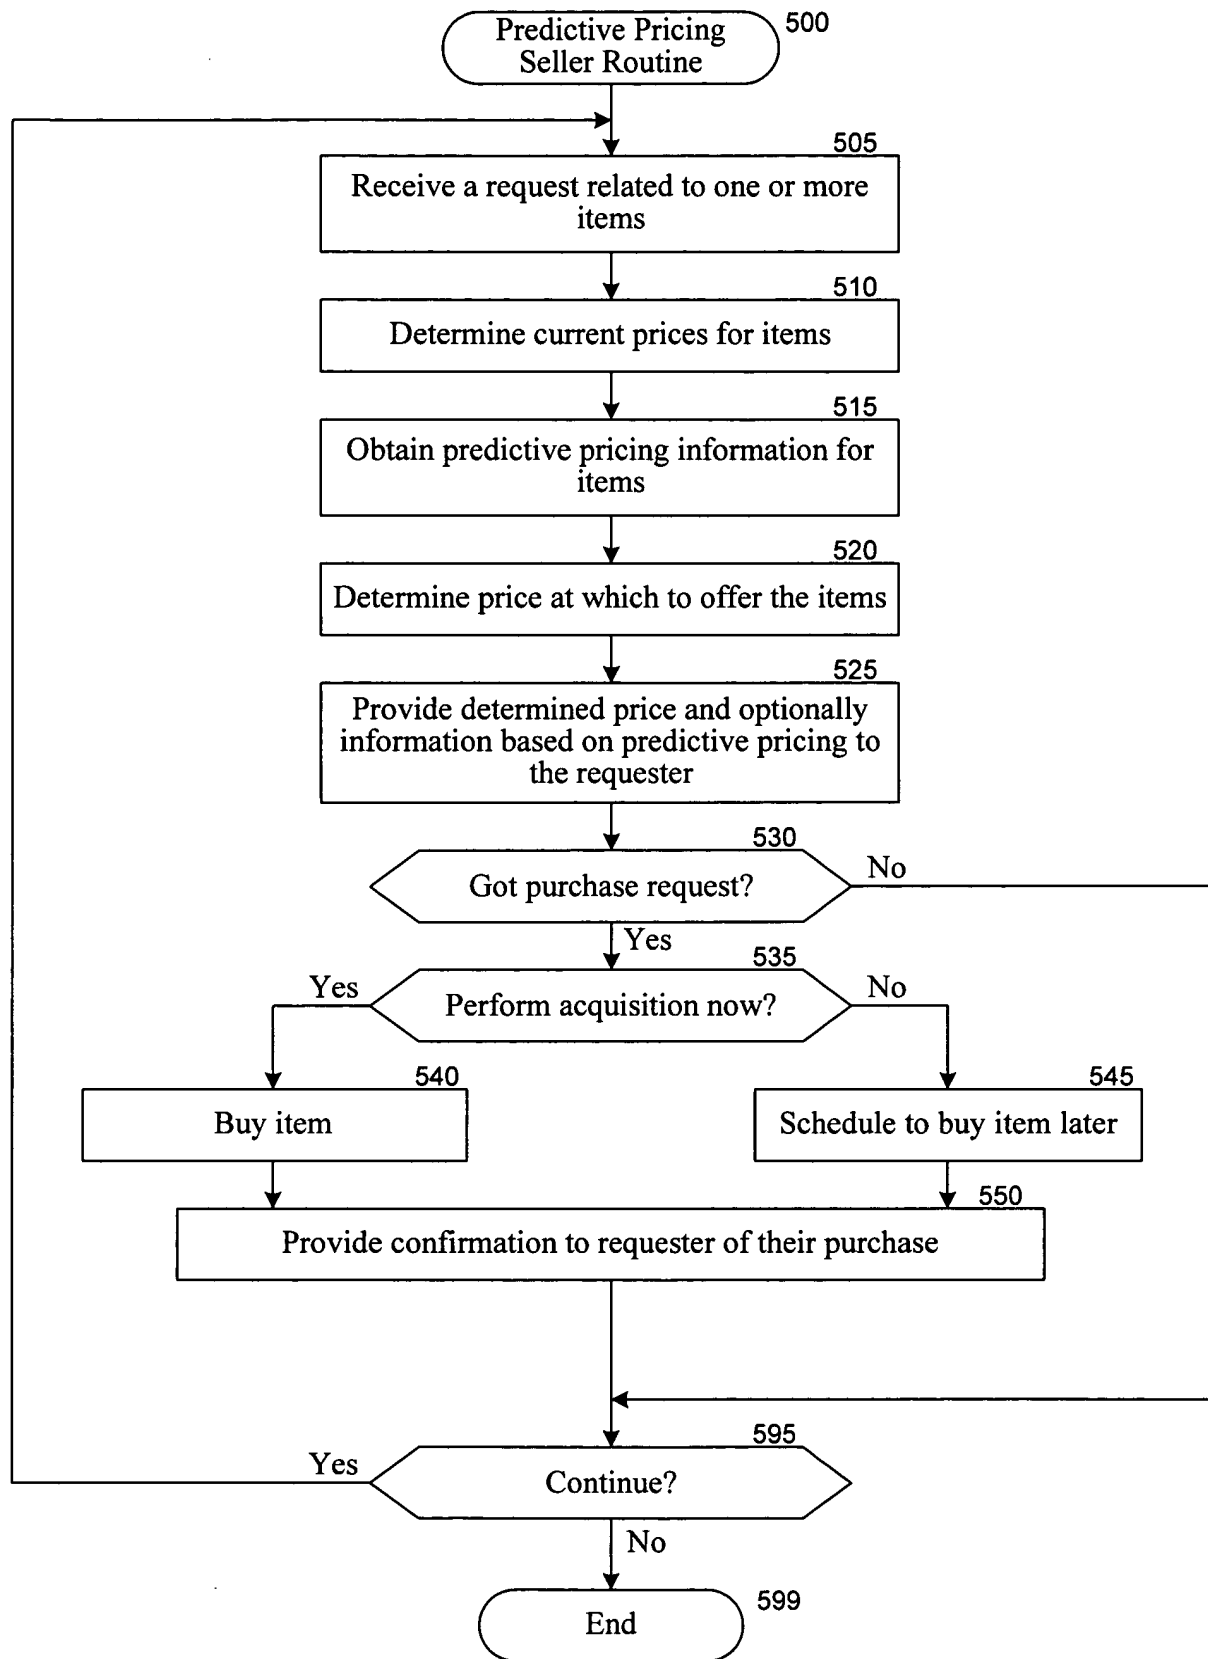 Predictive Pricing
Seller Routine
500
505
Receive a request related to one or more
items
510
Determine current prices for items
515
Obtain predictive pricing information for
items
520
Determine price at which to offer the items
525
Provide determined price and optionally
information based on predictive pricing to
the requester
530
Got purchase request?
No
Yes
535
Yes
Perform acquisition now?
No
540
Buy item
545
Schedule to buy item later
550
Provide confirmation to requester of their purchase
595
Yes
Continue?
No
End
599